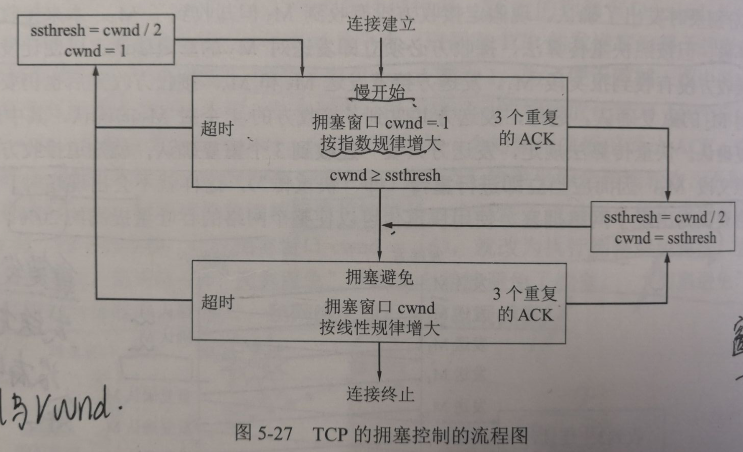 ssthresh = cwnd / 2
cwnd = 1
连接建立
慢开始
超时
拥塞窗口 cwnd = 1
按指数规律增大
3 个重复
的 ACK
cwnd ≥ ssthresh
ssthresh = cwnd / 2
cwnd = ssthresh
拥塞避免
超时
拥塞窗口 cwnd
按线性规律增大
3 个重复
的 ACK
连接终止
与rwnd.
图 5-27 TCP 的拥塞控制的流程图